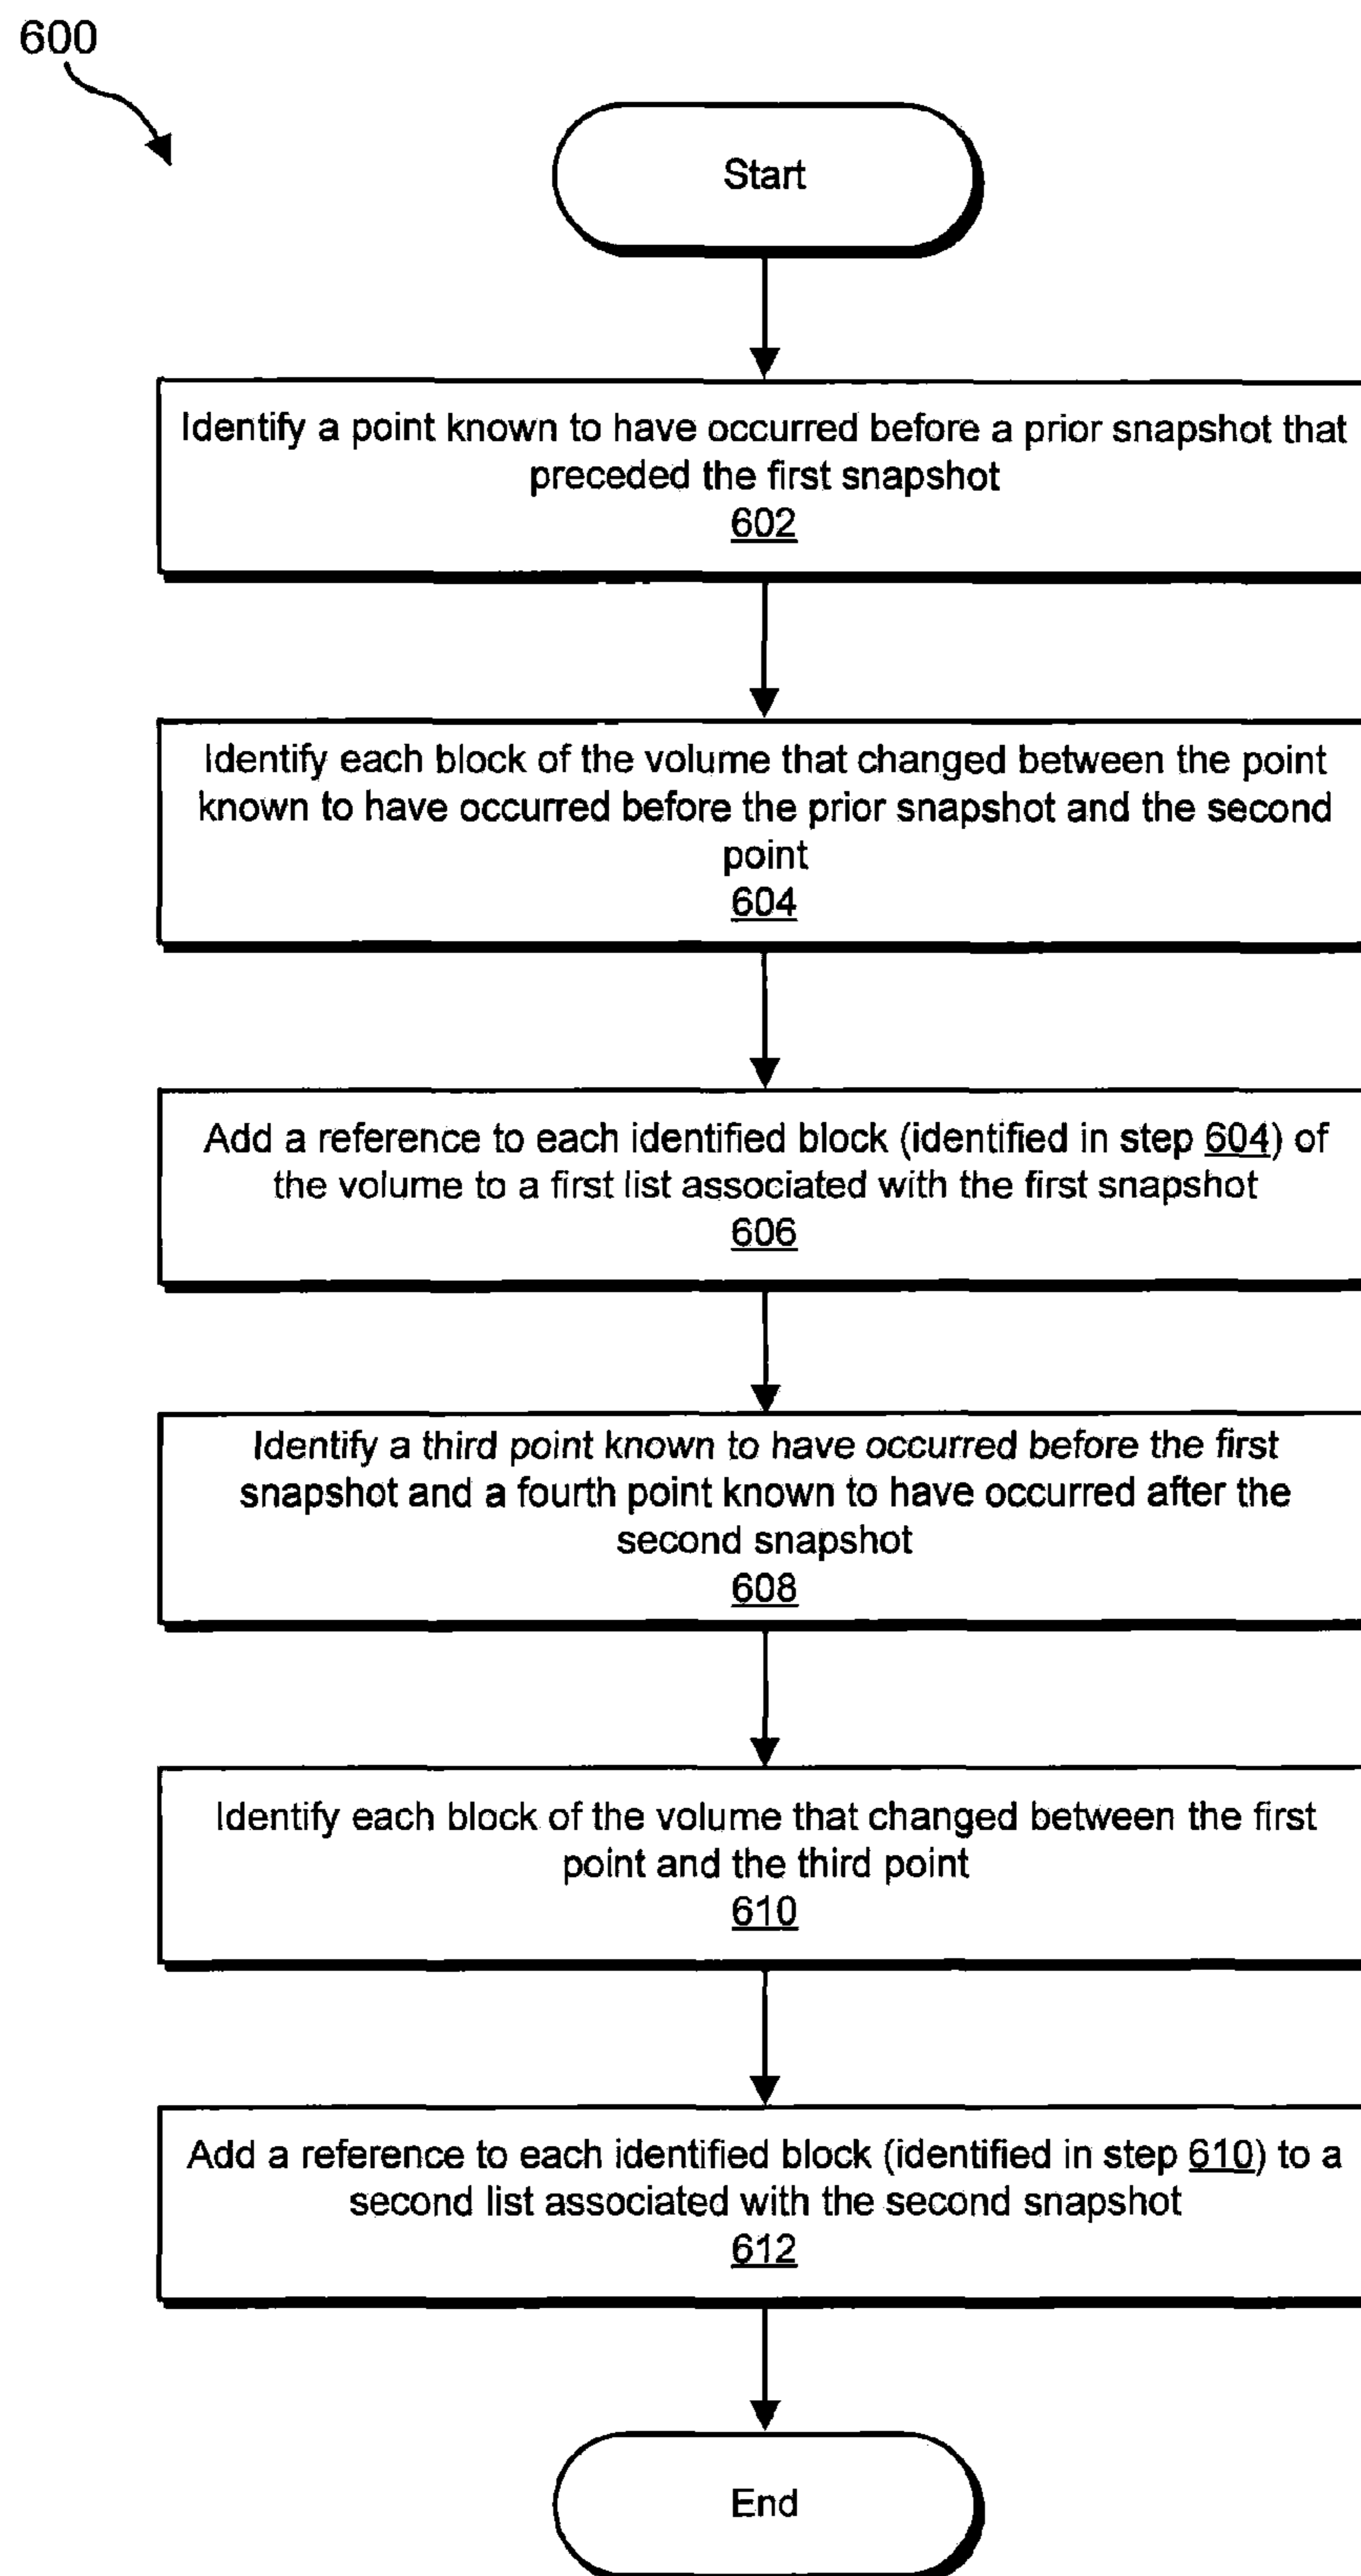 600
Start
Identify a point known to have occurred before a prior snapshot that
preceded the first snapshot
602
Identify each block of the volume that changed between the point
known to have occurred before the prior snapshot and the second
point
604
Add a reference to each identified block (identified in step 604) of
the volume to a first list associated with the first snapshot
606
Identify a third point known to have occurred before the first
snapshot and a fourth point known to have occurred after the
second snapshot
608
Identify each block of the volume that changed between the first
point and the third point
610
Add a reference to each identified block (identified in step 610) to a
second list associated with the second snapshot
612
End